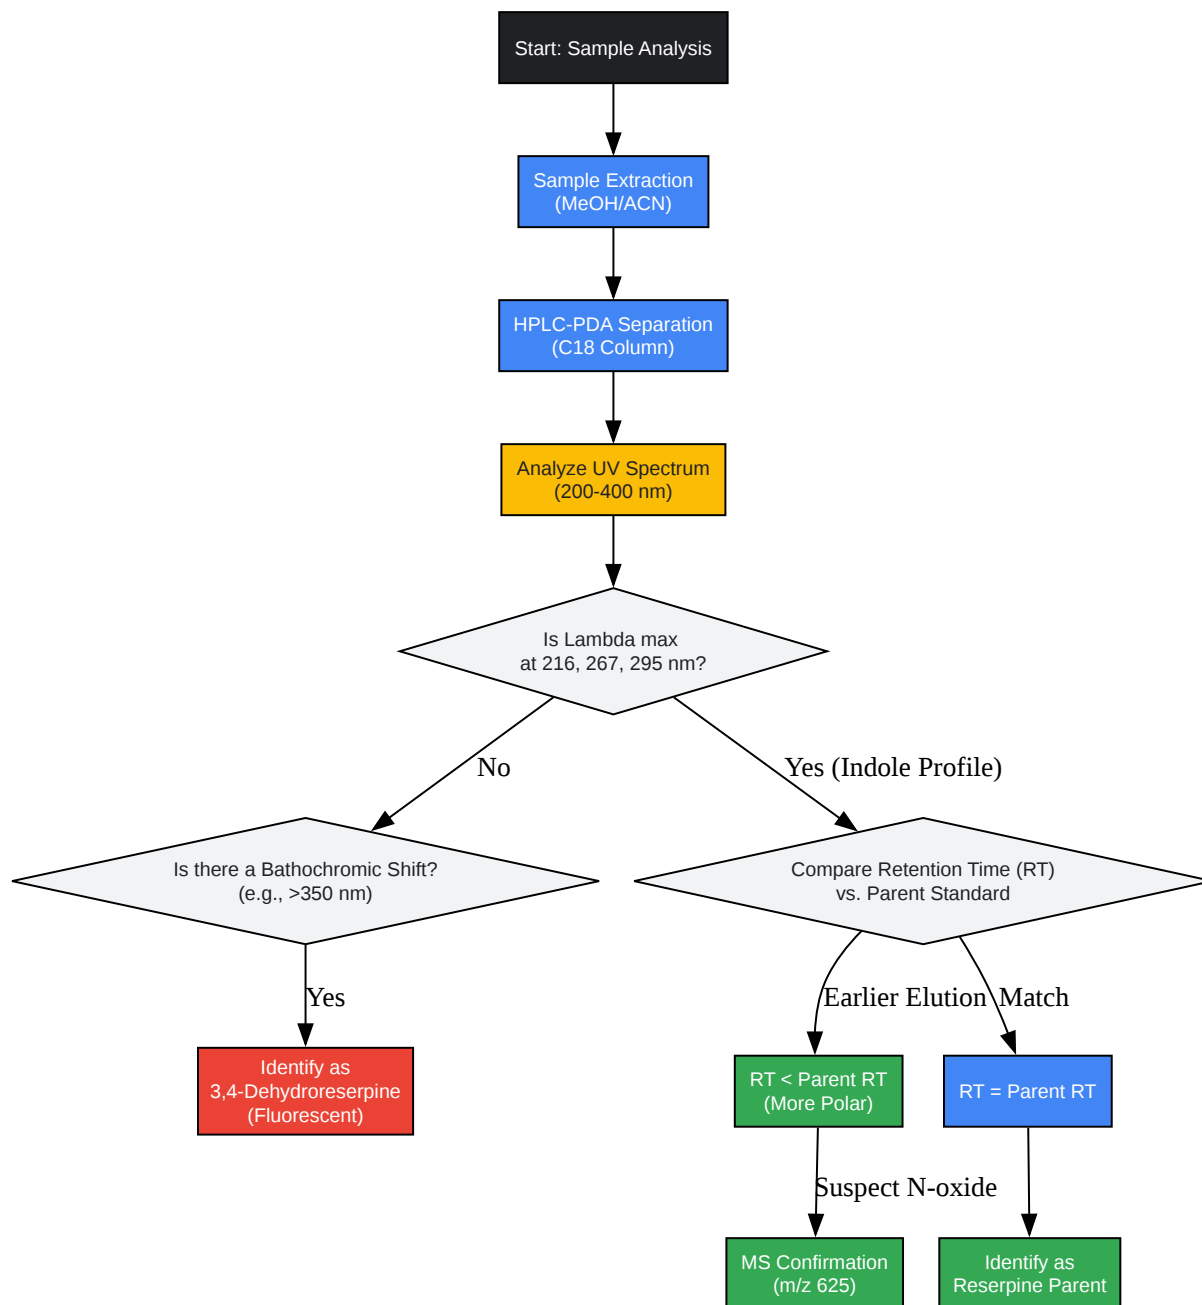 Start: Sample Analysis
Sample Extraction
(MeOH/ACN)
HPLC-PDA Separation
(C18 Column)
Analyze UV Spectrum
(200-400 nm)
Is Lambda max
at 216, 267, 295 nm?
No
Yes (Indole Profile)
Is there a Bathochromic Shift?
(e.g., >350 nm)
Compare Retention Time (RT)
vs. Parent Standard
Yes
Earlier Elution
Match
Identify as
3,4-Dehydroreserpine
(Fluorescent)
RT < Parent RT
(More Polar)
RT = Parent RT
Suspect N-oxide
MS Confirmation
(m/z 625)
Identify as
Reserpine Parent